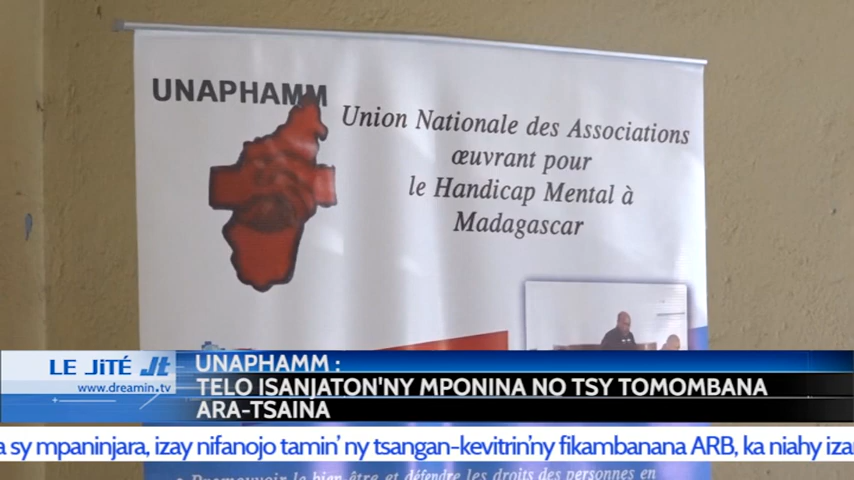 UNAPHAMM
Union Nationale des Associations
œuvrant pour
le Handicap Mental à
Madagascar
LE JiTÉ Jt
www.dreamin.tv
UNAPHAMM :
TELO ISANJATON'NY MPONINA NO TSY TOMOMBANA
ARA-TSAINA
a sy mpaninjara, izay nifanojo tamin' ny tsangan-kevitrin'ny fikambanana ARB, ka niahy iza
• Promouvoir le bien être et défendre les droits des personnes en